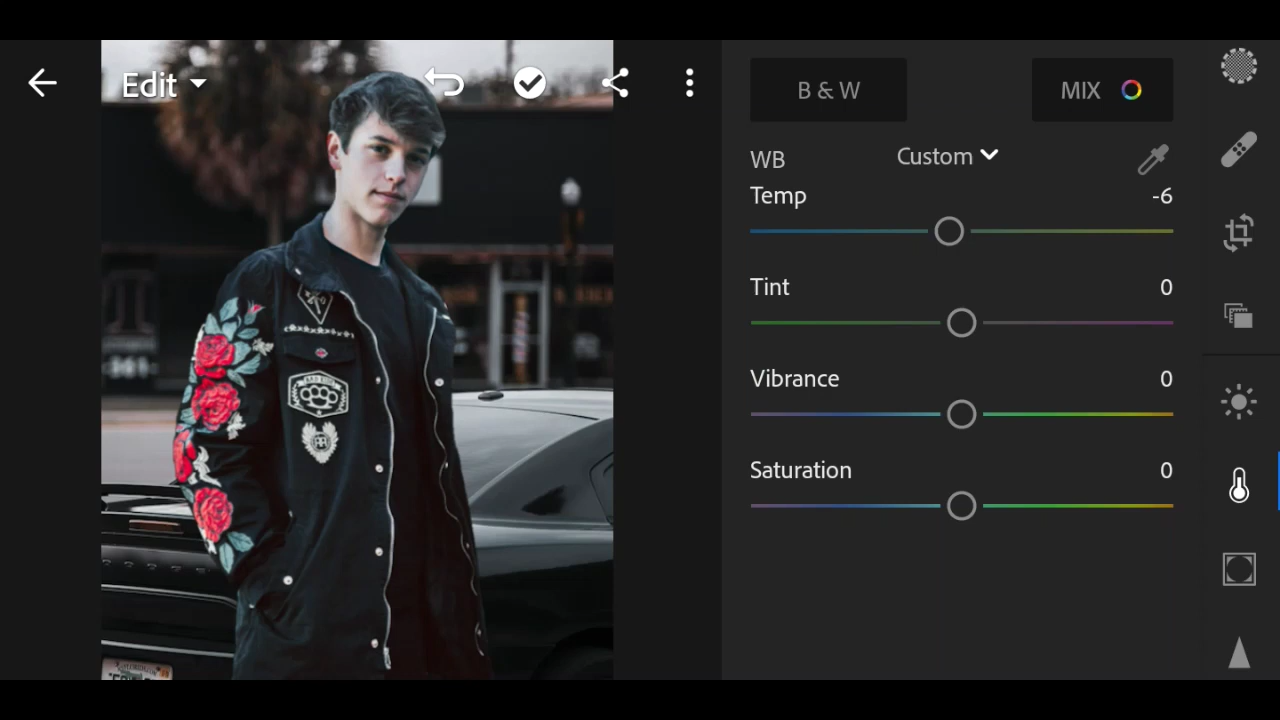 Edit
B & W
MIX
WB
Custom
Temp
-6
Tint
0
Vibrance
0
Saturation
0